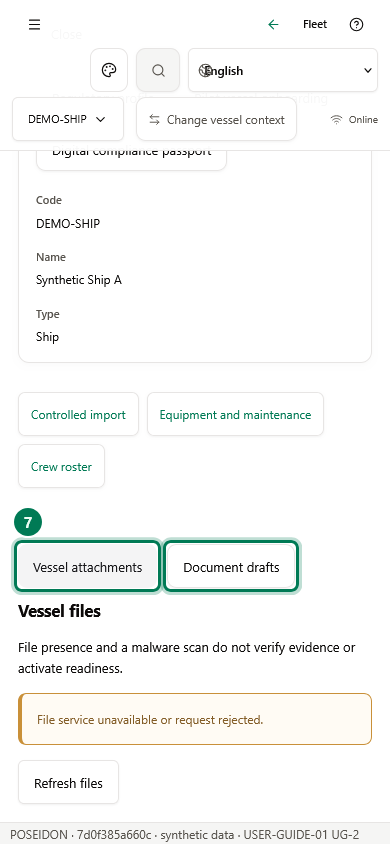 Close
Fleet
English
DEMO-SHIP
Change vessel context
Online
Digital compliance passport
Code
DEMO-SHIP
Name
Synthetic Ship A
Type
Ship
Controlled import
Equipment and maintenance
Crew roster
7
Vessel attachments
Document drafts
Vessel files
File presence and a malware scan do not verify evidence or
activate readiness.
File service unavailable or request rejected.
Refresh files
POSEIDON · 7d0f385a660c · synthetic data · USER-GUIDE-01 UG-2